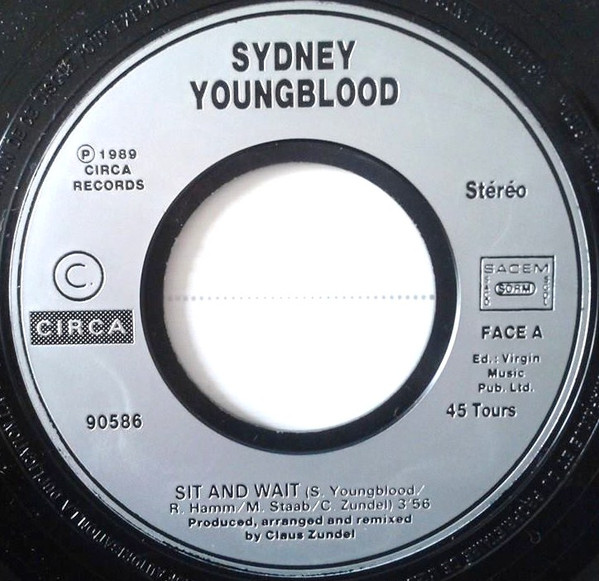 SYDNEY
YOUNGBLOOD
℗ 1989
CIRCA
RECORDS
Stéréo
C.
CIRCA
SACEM
SDRM
FACE A
Ed.: Virgin
Music
Pub. Ltd.
90586
45 Tours
SIT AND WAIT (S. Youngblood/
R. Hamm/M. Staab/C. Zundel) 3'56
Produced, arranged and remixed
by Claus Zundel